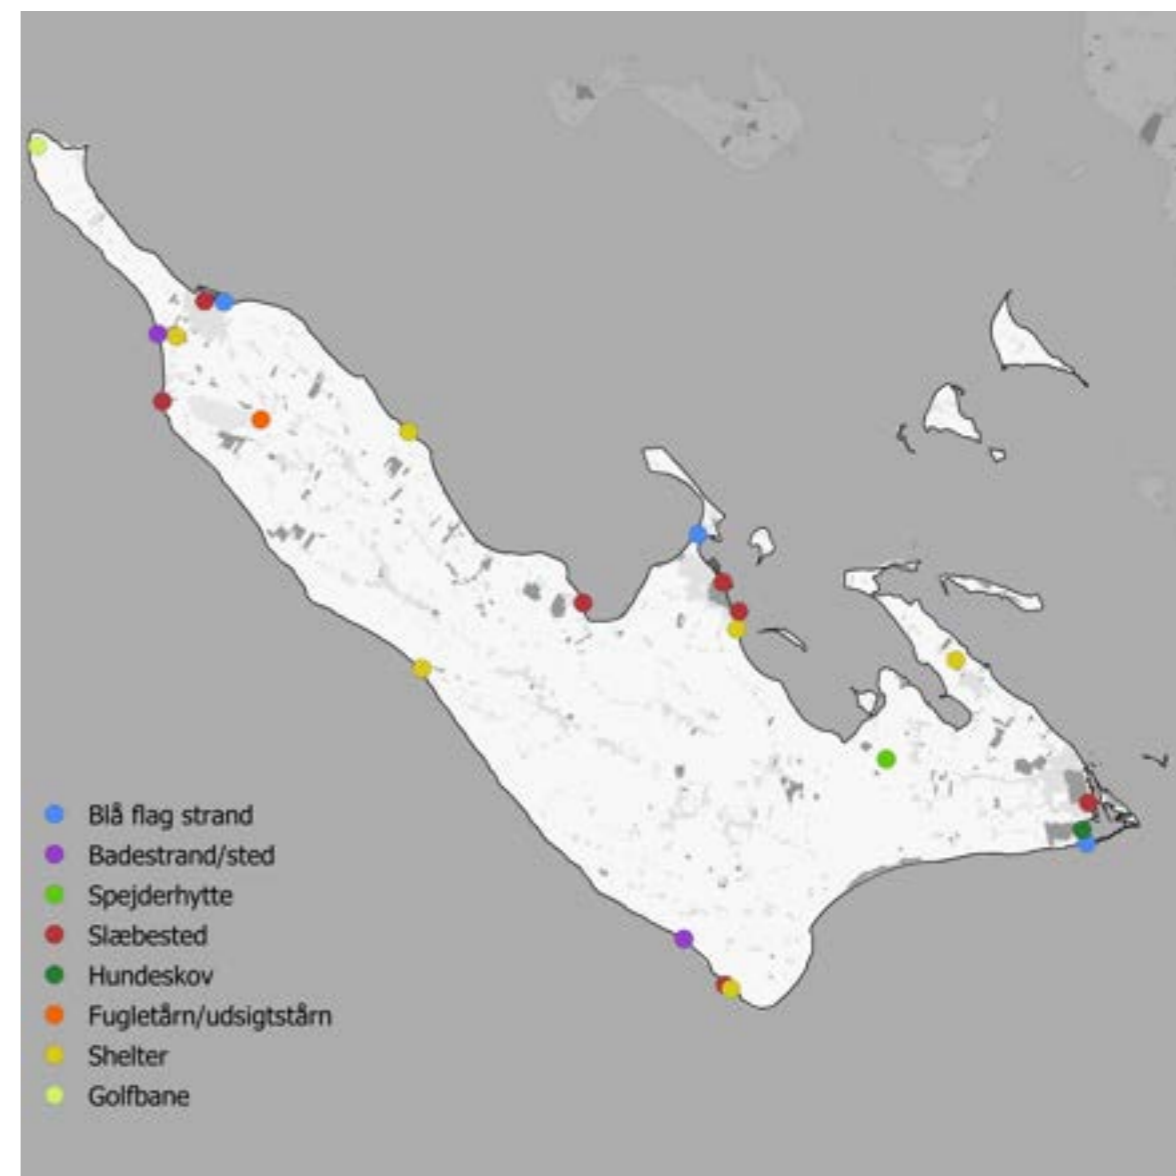 Blå flag strand
Badestrand/sted
Spejderhytte
Slæbested
Hundeskov
Fugletårn/udsigtstårn
Shelter
Golfbane